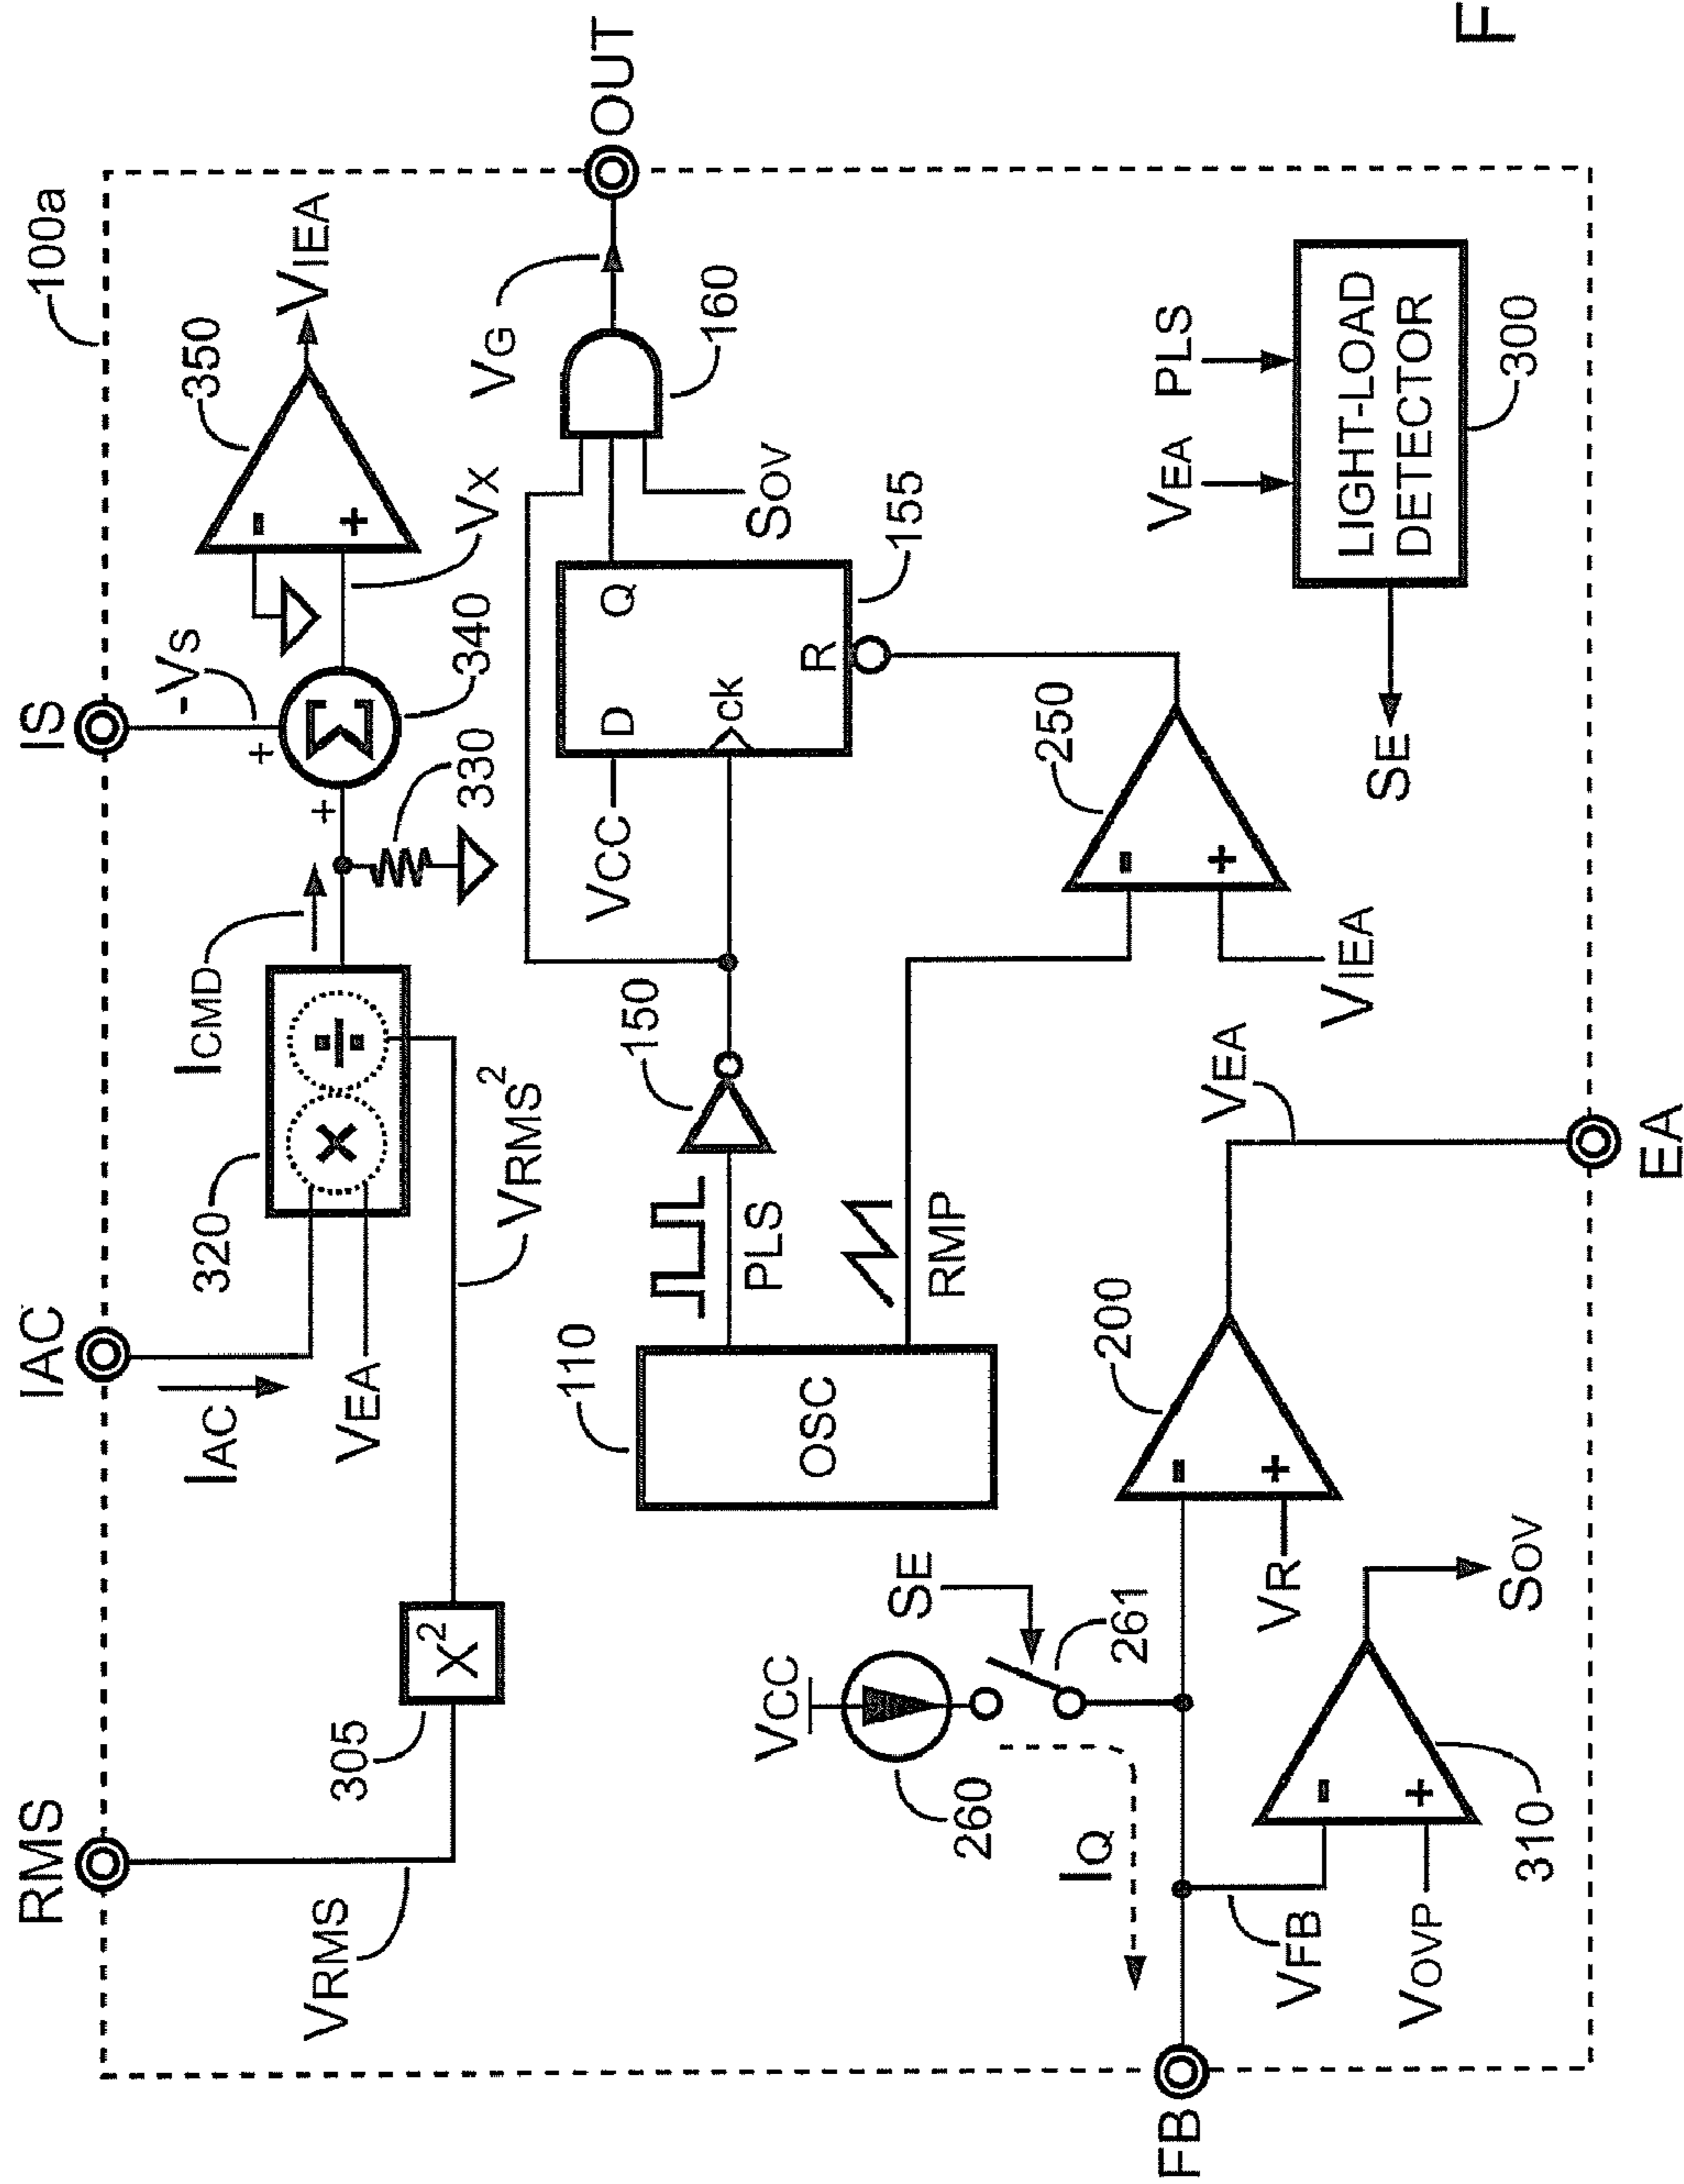 RMS
IAC
IS
100a
VRMS
305
X²
VRMS²
IAC
VEA
320
× ÷
ICMD
330
+
+
-VS
340
Σ
VX
350
-
+
VIEA
110
OSC
PLS
RMP
150
VCC
D
Q
ck
R
155
SOV
160
VG
OUT
VCC
260
SE
261
IQ
FB
VFB
VOVP
310
-
+
SOV
VR
200
-
+
VEA
EA
250
-
+
VIEA
VEA
PLS
LIGHT-LOAD
DETECTOR
300
SE
F